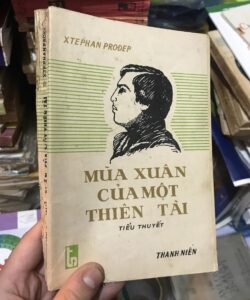 XTEPHAN PRODEP
MÙA XUÂN
CỦA MỘT
THIÊN TÀI
TIỂU THUYẾT
THANH NIÊN